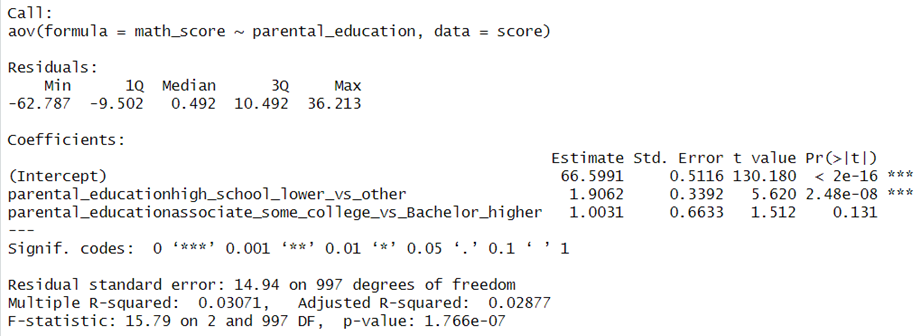 Call:
aov(formula = math_score ~ parental_education, data = score)
Residuals:
Min 1Q Median 3Q Max
-62.787 -9.502 0.492 10.492 36.213
Coefficients:
Estimate Std. Error t value Pr(>|t|)
(Intercept) 66.5991 0.5116 130.180 < 2e-16 ***
parental_educationhigh_school_lower_vs_other 1.9062 0.3392 5.620 2.48e-08 ***
parental_educationassociate_some_college_vs_Bachelor_higher 1.0031 0.6633 1.512 0.131
---
Signif. codes: 0 ‘***’ 0.001 ‘**’ 0.01 ‘*’ 0.05 ‘.’ 0.1 ‘ ’ 1
Residual standard error: 14.94 on 997 degrees of freedom
Multiple R-squared: 0.03071, Adjusted R-squared: 0.02877
F-statistic: 15.79 on 2 and 997 DF, p-value: 1.766e-07